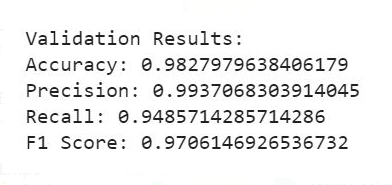 Validation Results:
Accuracy: 0.9827979638406179
Precision: 0.9937068303914045
Recall: 0.9485714285714286
F1 Score: 0.9706146926536732